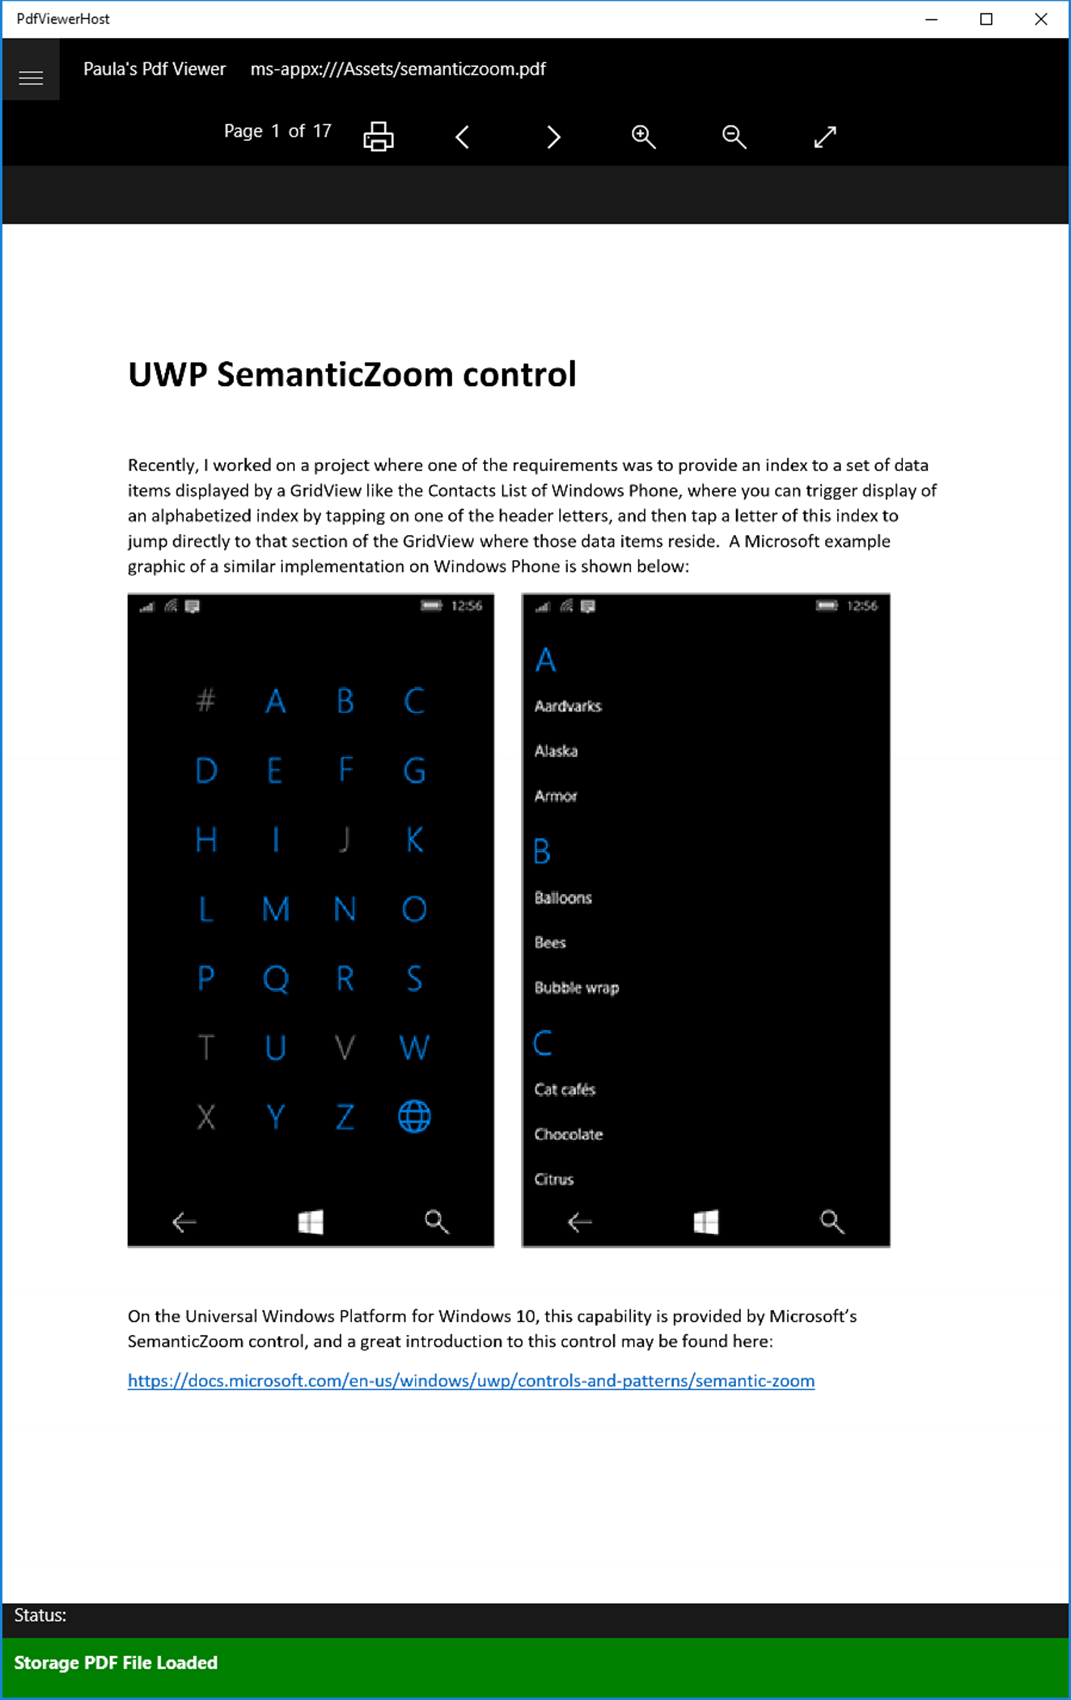 PdfViewerHost
Paula's Pdf Viewer ms-appx:///Assets/semanticzoom.pdf
Page 1 of 17
UWP SemanticZoom control
Recently, I worked on a project where one of the requirements was to provide an index to a set of data
items displayed by a GridView like the Contacts List of Windows Phone, where you can trigger display of
an alphabetized index by tapping on one of the header letters, and then tap a letter of this index to
jump directly to that section of the GridView where those data items reside.  A Microsoft example
graphic of a similar implementation on Windows Phone is shown below:
12:56
# A B C
D E F G
H I J K
L M N O
P Q R S
T U V W
X Y Z
12:56
A
Aardvarks
Alaska
Armor
B
Balloons
Bees
Bubble wrap
C
Cat cafés
Chocolate
Citrus
On the Universal Windows Platform for Windows 10, this capability is provided by Microsoft’s
SemanticZoom control, and a great introduction to this control may be found here:
https://docs.microsoft.com/en-us/windows/uwp/controls-and-patterns/semantic-zoom
Status:
Storage PDF File Loaded